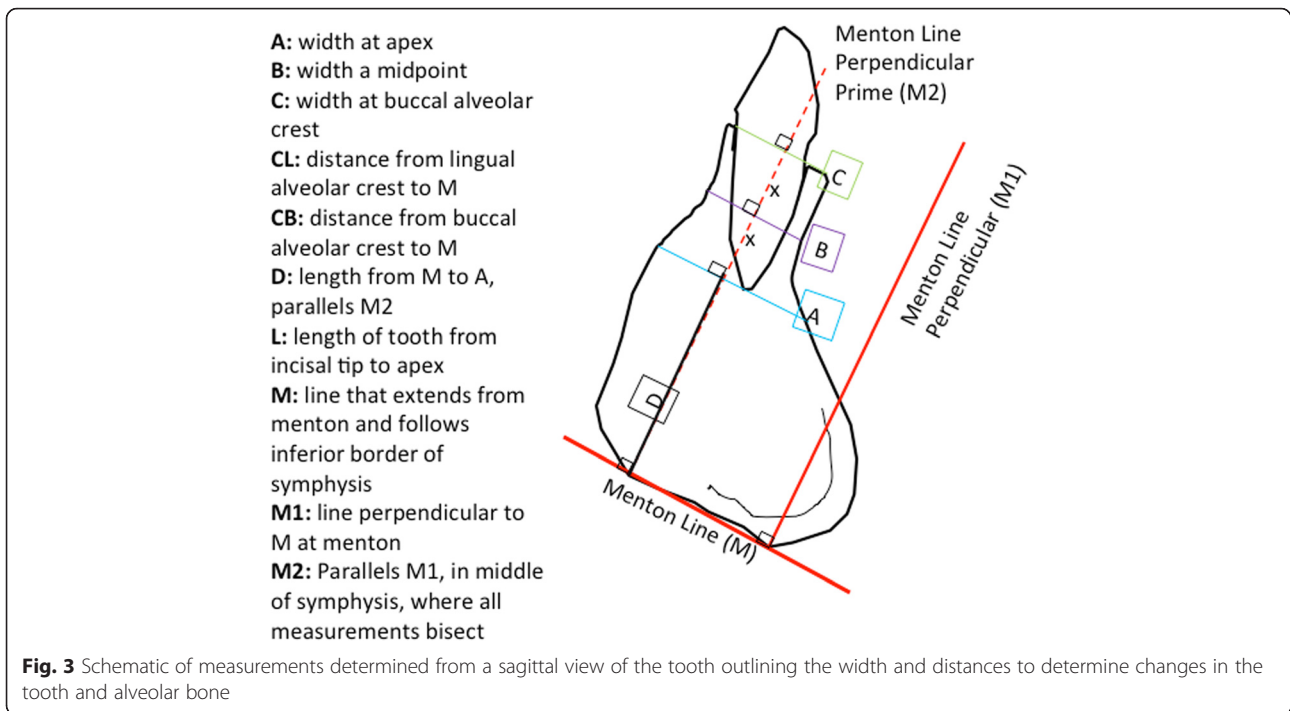 A: width at apex
B: width a midpoint
C: width at buccal alveolar
crest
CL: distance from lingual
alveolar crest to M
CB: distance from buccal
alveolar crest to M
D: length from M to A,
parallels M2
L: length of tooth from
incisal tip to apex
M: line that extends from
menton and follows
inferior border of
symphysis
M1: line perpendicular to
M at menton
M2: Parallels M1, in middle
of symphysis, where all
measurements bisect
Menton Line
Perpendicular
Prime (M2)
C
x
B
x
A
D
Menton Line
Perpendicular (M1)
Menton Line (M)
Fig. 3 Schematic of measurements determined from a sagittal view of the tooth outlining the width and distances to determine changes in the
tooth and alveolar bone